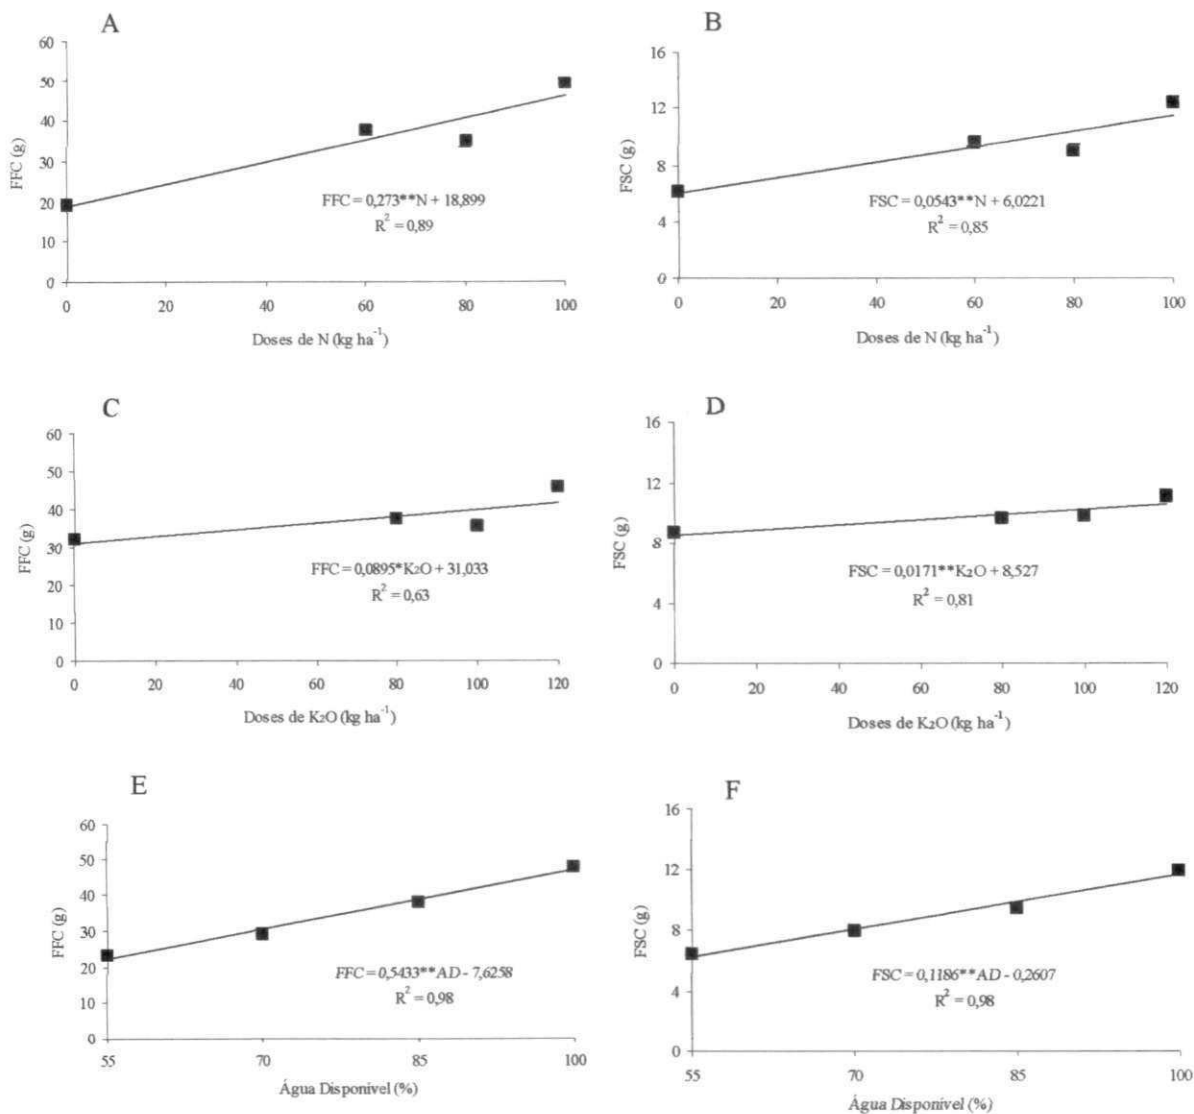 A
FFC (g)
60
50
40
30
20
10
0
FFC = 0,273**N + 18,899
R² = 0,89
0 20 40 60 80 100
Doses de N (kg ha⁻¹)
B
FSC (g)
16
12
8
4
0
FSC = 0,0543**N + 6,0221
R² = 0,85
0 20 40 60 80 100
Doses de N (kg ha⁻¹)
C
FFC (g)
60
50
40
30
20
10
0
FFC = 0,0895*K₂O + 31,033
R² = 0,63
0 20 40 60 80 100 120
Doses de K₂O (kg ha⁻¹)
D
FSC (g)
16
12
8
4
0
FSC = 0,0171**K₂O + 8,527
R² = 0,81
0 20 40 60 80 100 120
Doses de K₂O (kg ha⁻¹)
E
FFC (g)
60
50
40
30
20
10
0
FFC = 0,5433**AD - 7,6258
R² = 0,98
55 70 85 100
Água Disponível (%)
F
FSC (g)
16
12
8
4
0
FSC = 0,1186**AD - 0,2607
R² = 0,98
55 70 85 100
Água Disponível (%)